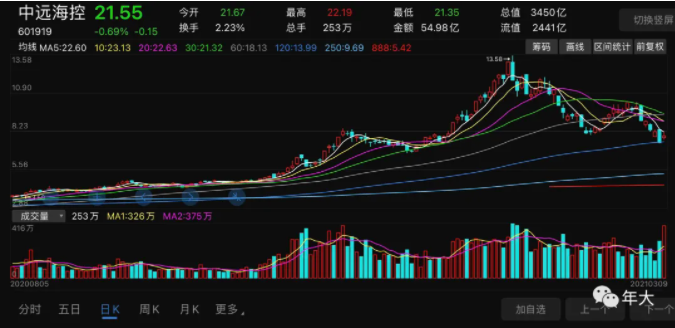 中远海控 21.55 今开 21.67 最高 22.19 最低 21.35 总值 3450亿 切换竖屏
601919 -0.69% -0.15 换手 2.23% 总手 253万 金额 54.98亿 流值 2441亿
均线 MA5:22.60 10:23.13 20:22.63 30:21.32 60:18.13 120:13.99 250:9.69 888:5.42 筹码 画线 区间统计 前复权
13.58 13.58
10.90
8.23
5.56
成交量 253万 MA1:326万 MA2:375万
416万
20200805 20210309
分时 五日 日K 周K 月K 更多 加自选 上一个 下一个
年大